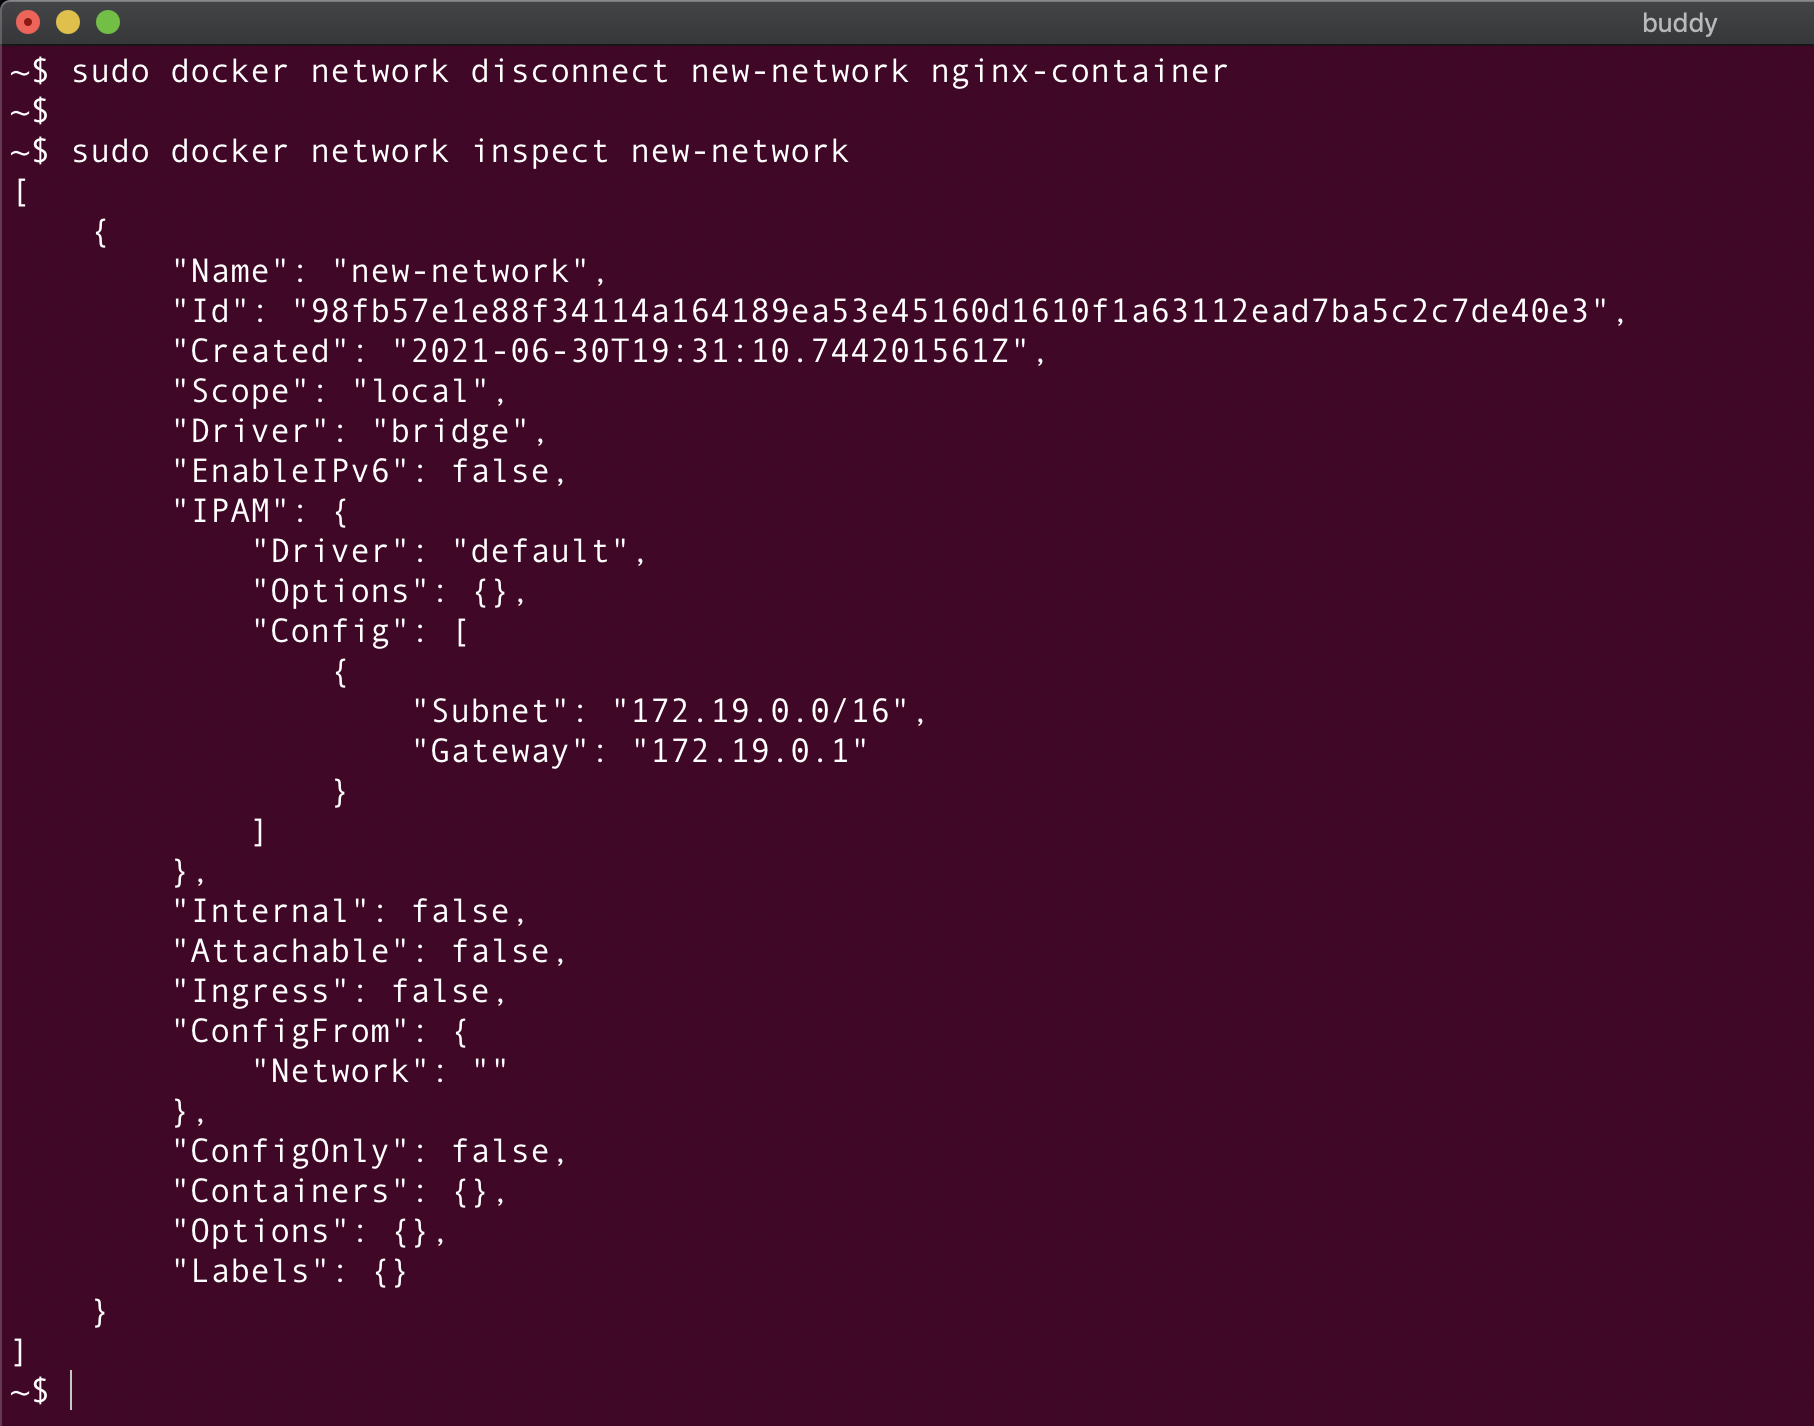 buddy
~$ sudo docker network disconnect new-network nginx-container
~$
~$ sudo docker network inspect new-network
[
    {
        "Name": "new-network",
        "Id": "98fb57e1e88f34114a164189ea53e45160d1610f1a63112ead7ba5c2c7de40e3",
        "Created": "2021-06-30T19:31:10.744201561Z",
        "Scope": "local",
        "Driver": "bridge",
        "EnableIPv6": false,
        "IPAM": {
            "Driver": "default",
            "Options": {},
            "Config": [
                {
                    "Subnet": "172.19.0.0/16",
                    "Gateway": "172.19.0.1"
                }
            ]
        },
        "Internal": false,
        "Attachable": false,
        "Ingress": false,
        "ConfigFrom": {
            "Network": ""
        },
        "ConfigOnly": false,
        "Containers": {},
        "Options": {},
        "Labels": {}
    }
]
~$